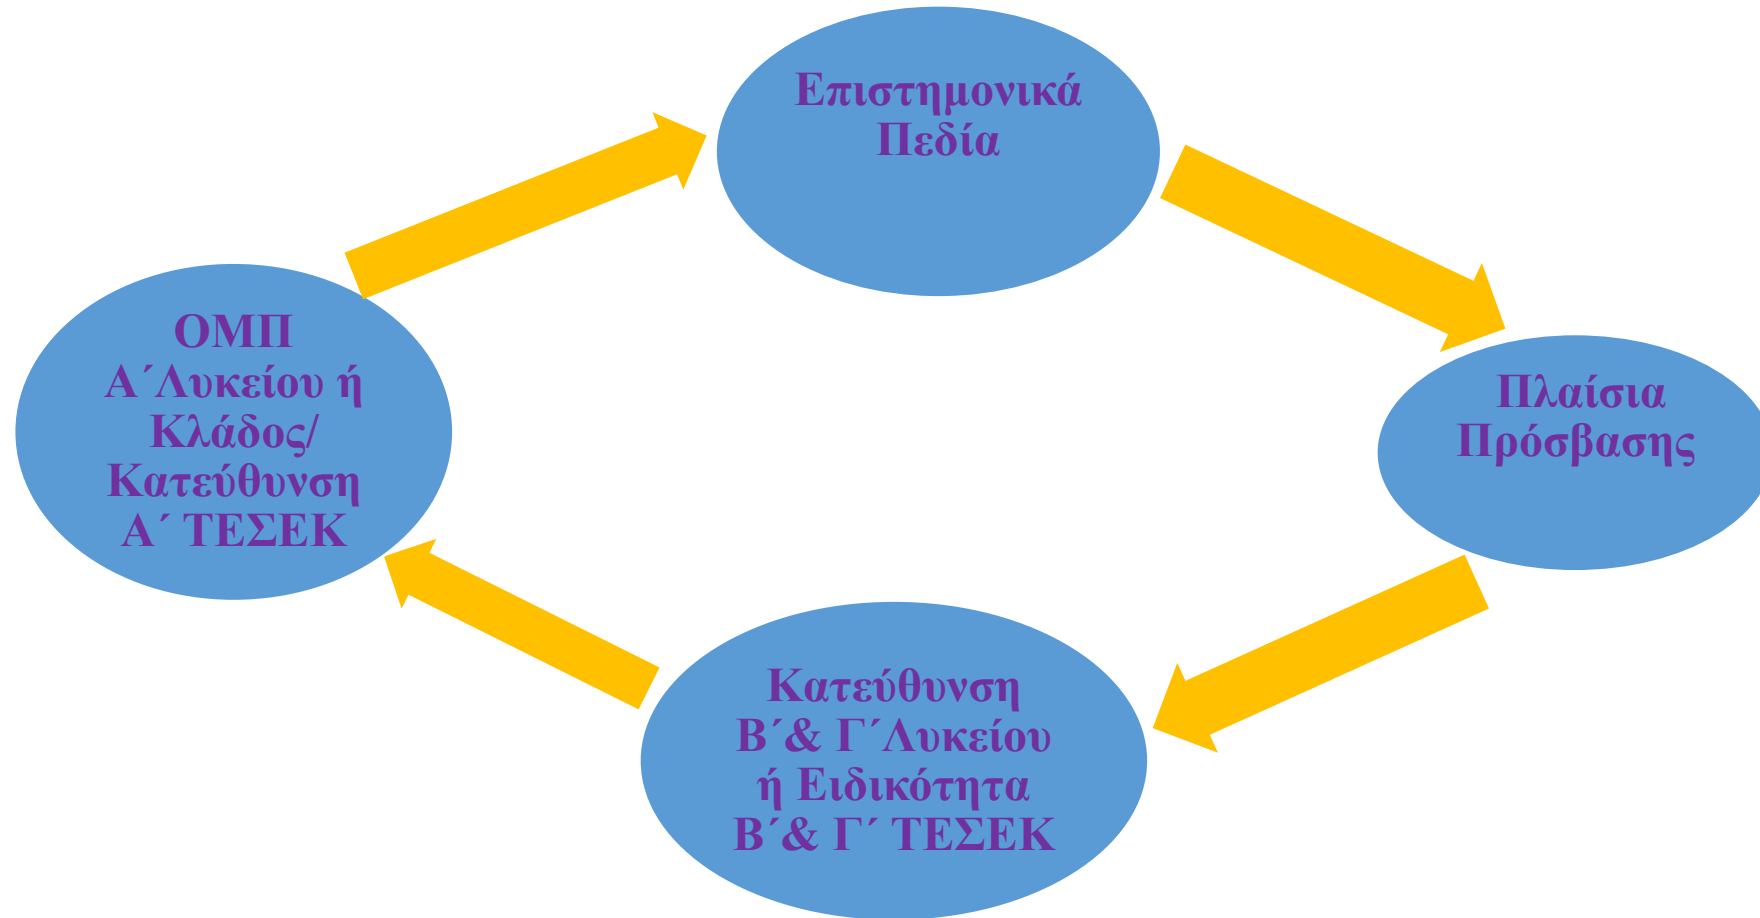 Επιστημονικά
Πεδία
Πλαίσια
Πρόσβασης
Κατεύθυνση
Β΄& Γ΄Λυκείου
ή Ειδικότητα
Β΄& Γ΄ ΤΕΣΕΚ
ΟΜΠ
Α΄Λυκείου ή
Κλάδος/
Κατεύθυνση
Α΄ ΤΕΣΕΚ